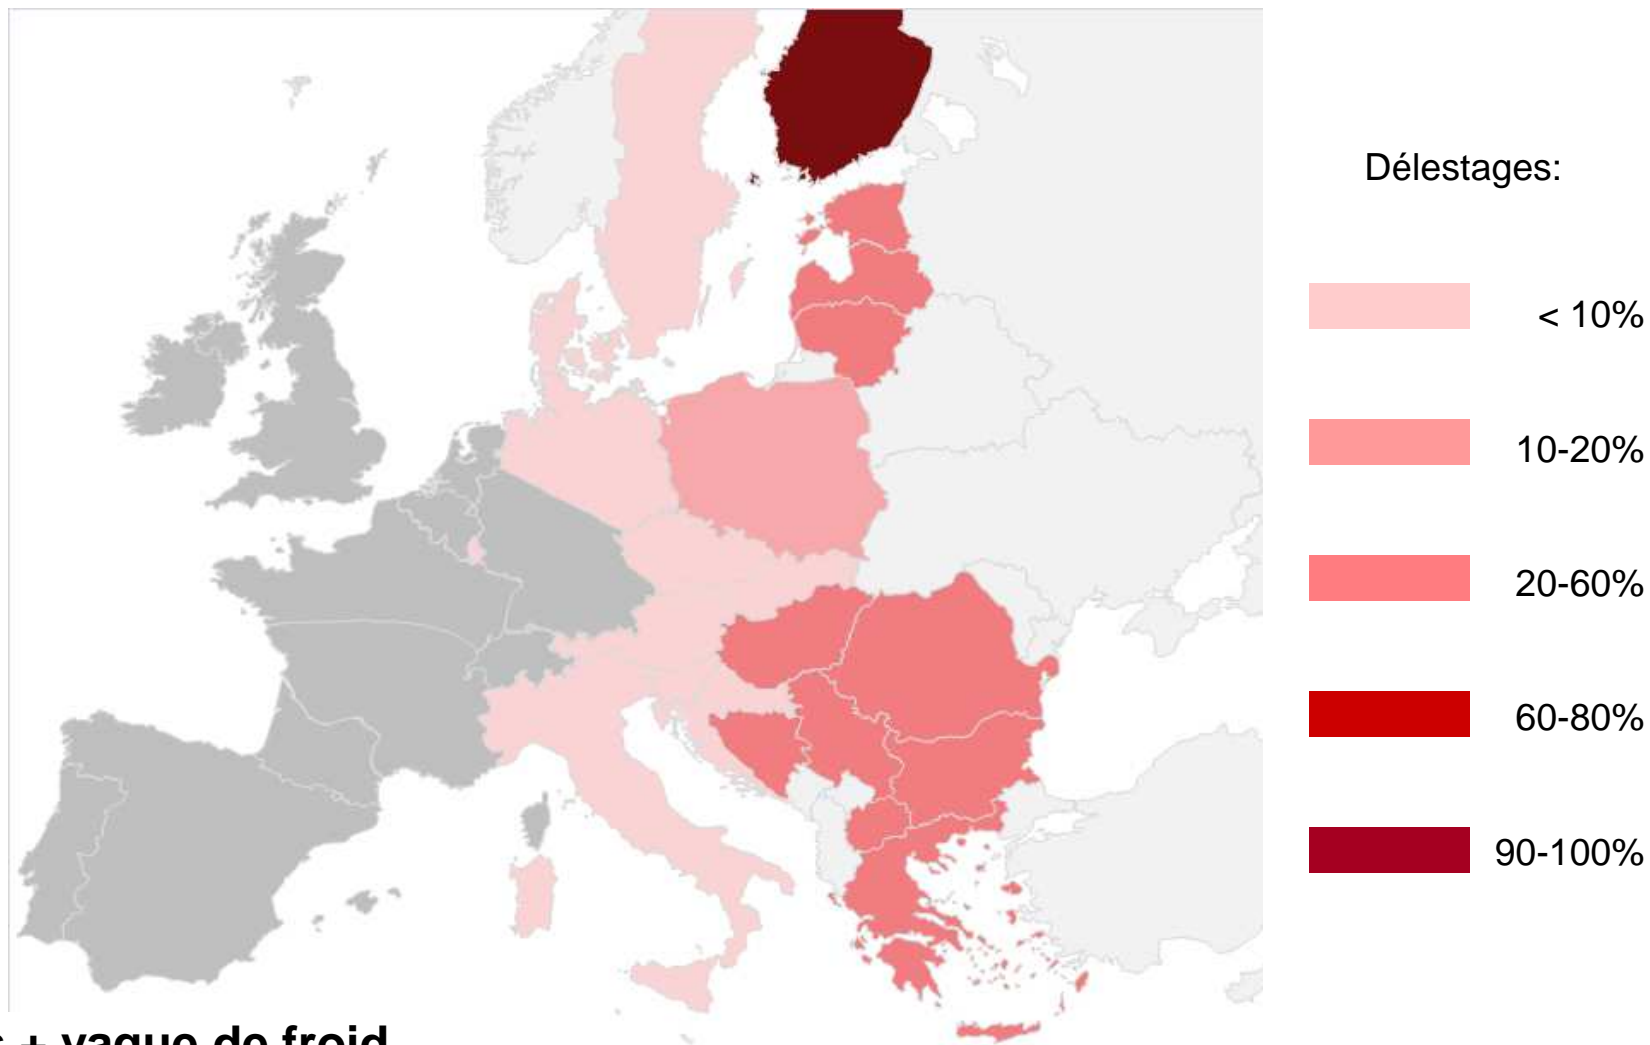 Délestages:
< 10%
10-20%
20-60%
60-80%
90-100%
+ vague de froid